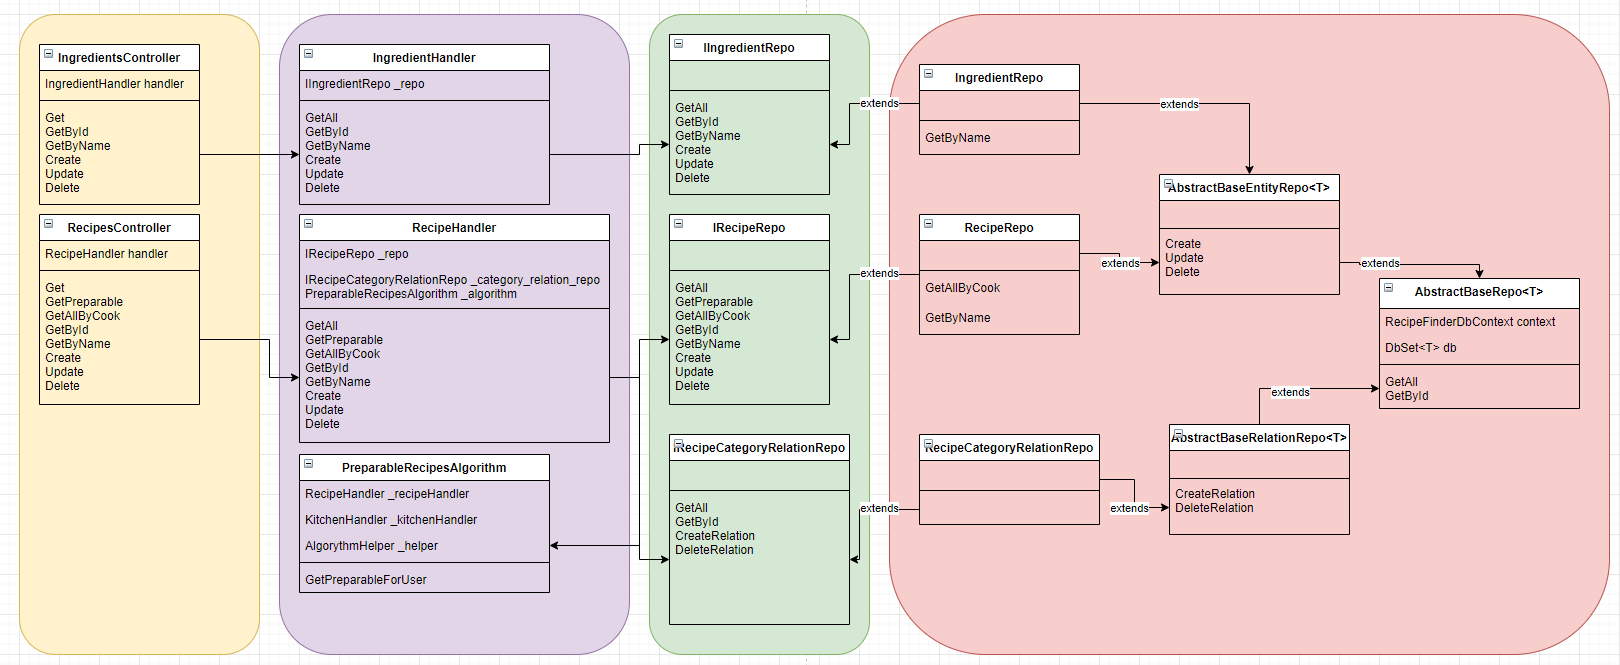 IngredientsController
IngredientHandler handler
Get
GetById
GetByName
Create
Update
Delete
RecipesController
RecipeHandler handler
Get
GetPreparable
GetAllByCook
GetById
GetByName
Create
Update
Delete
IngredientHandler
IIngredientRepo _repo
GetAll
GetById
GetByName
Create
Update
Delete
RecipeHandler
IRecipeRepo _repo
IRecipeCategoryRelationRepo _category_relation_repo
PreparableRecipesAlgorithm _algorithm
GetAll
GetPreparable
GetAllByCook
GetById
GetByName
Create
Update
Delete
PreparableRecipesAlgorithm
RecipeHandler _recipeHandler
KitchenHandler _kitchenHandler
AlgorythmHelper _helper
GetPreparableForUser
IIngredientRepo
GetAll
GetById
GetByName
Create
Update
Delete
IRecipeRepo
GetAll
GetPreparable
GetAllByCook
GetById
GetByName
Create
Update
Delete
IRecipeCategoryRelationRepo
GetAll
GetById
CreateRelation
DeleteRelation
extends
extends
extends
IngredientRepo
GetByName
extends
RecipeRepo
GetAllByCook
GetByName
extends
RecipeCategoryRelationRepo
extends
AbstractBaseEntityRepo<T>
Create
Update
Delete
extends
AbstractBaseRepo<T>
RecipeFinderDbContext context
DbSet<T> db
GetAll
GetById
extends
AbstractBaseRelationRepo<T>
CreateRelation
DeleteRelation